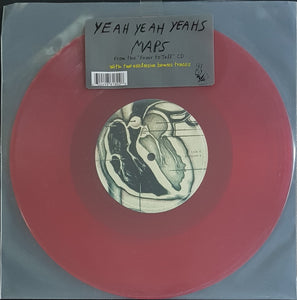 YEAH YEAH YEAHS
MAPS
FROM THE "FEVER TO TELL" CD
with two exclusive bonus tracks